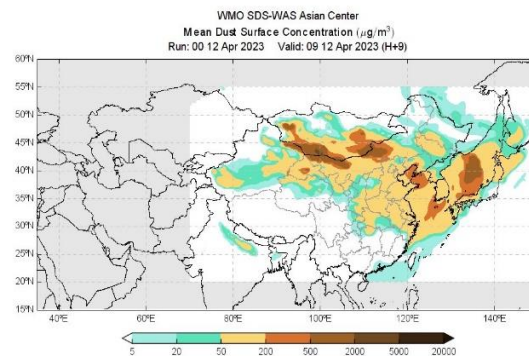 WMO SDS-WAS Asian Center
Mean Dust Surface Concentration (μg/m³)
Run: 00 12 Apr 2023 Valid: 09 12 Apr 2023 (H+9)
60°N
55°N
50°N
45°N
40°N
35°N
30°N
25°N
20°N
15°N
40°E 60°E 80°E 100°E 120°E 140°E
5 20 50 200 500 2000 5000 20000